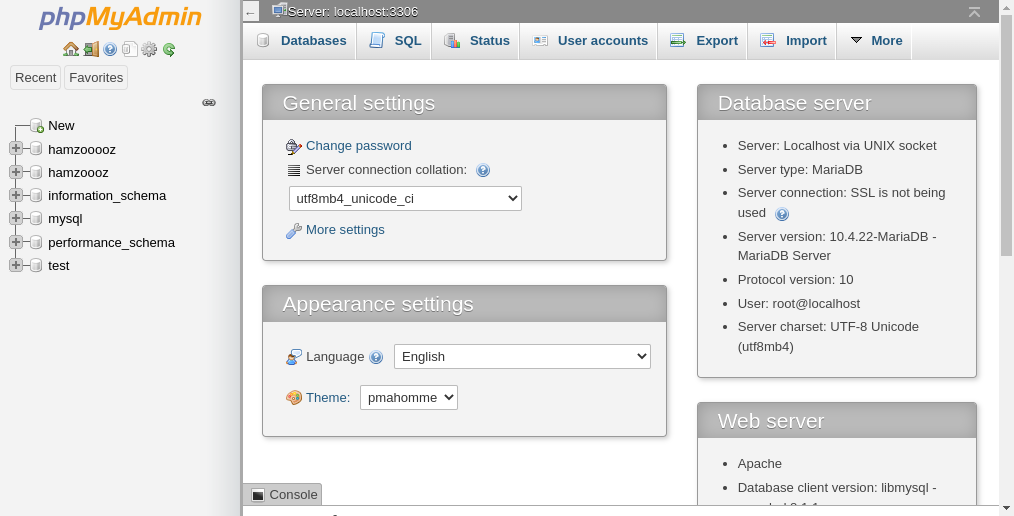 phpMyAdmin
Recent
Favorites
New
hamzooooz
hamzoooz
information_schema
mysql
performance_schema
test
←
Server: localhost:3306
Databases
SQL
Status
User accounts
Export
Import
More
General settings
Change password
Server connection collation:
utf8mb4_unicode_ci
More settings
Appearance settings
Language
English
Theme:
pmahomme
Database server
Server: Localhost via UNIX socket
Server type: MariaDB
Server connection: SSL is not being
used
Server version: 10.4.22-MariaDB -
MariaDB Server
Protocol version: 10
User: root@localhost
Server charset: UTF-8 Unicode
(utf8mb4)
Web server
Apache
Database client version: libmysql -
Console